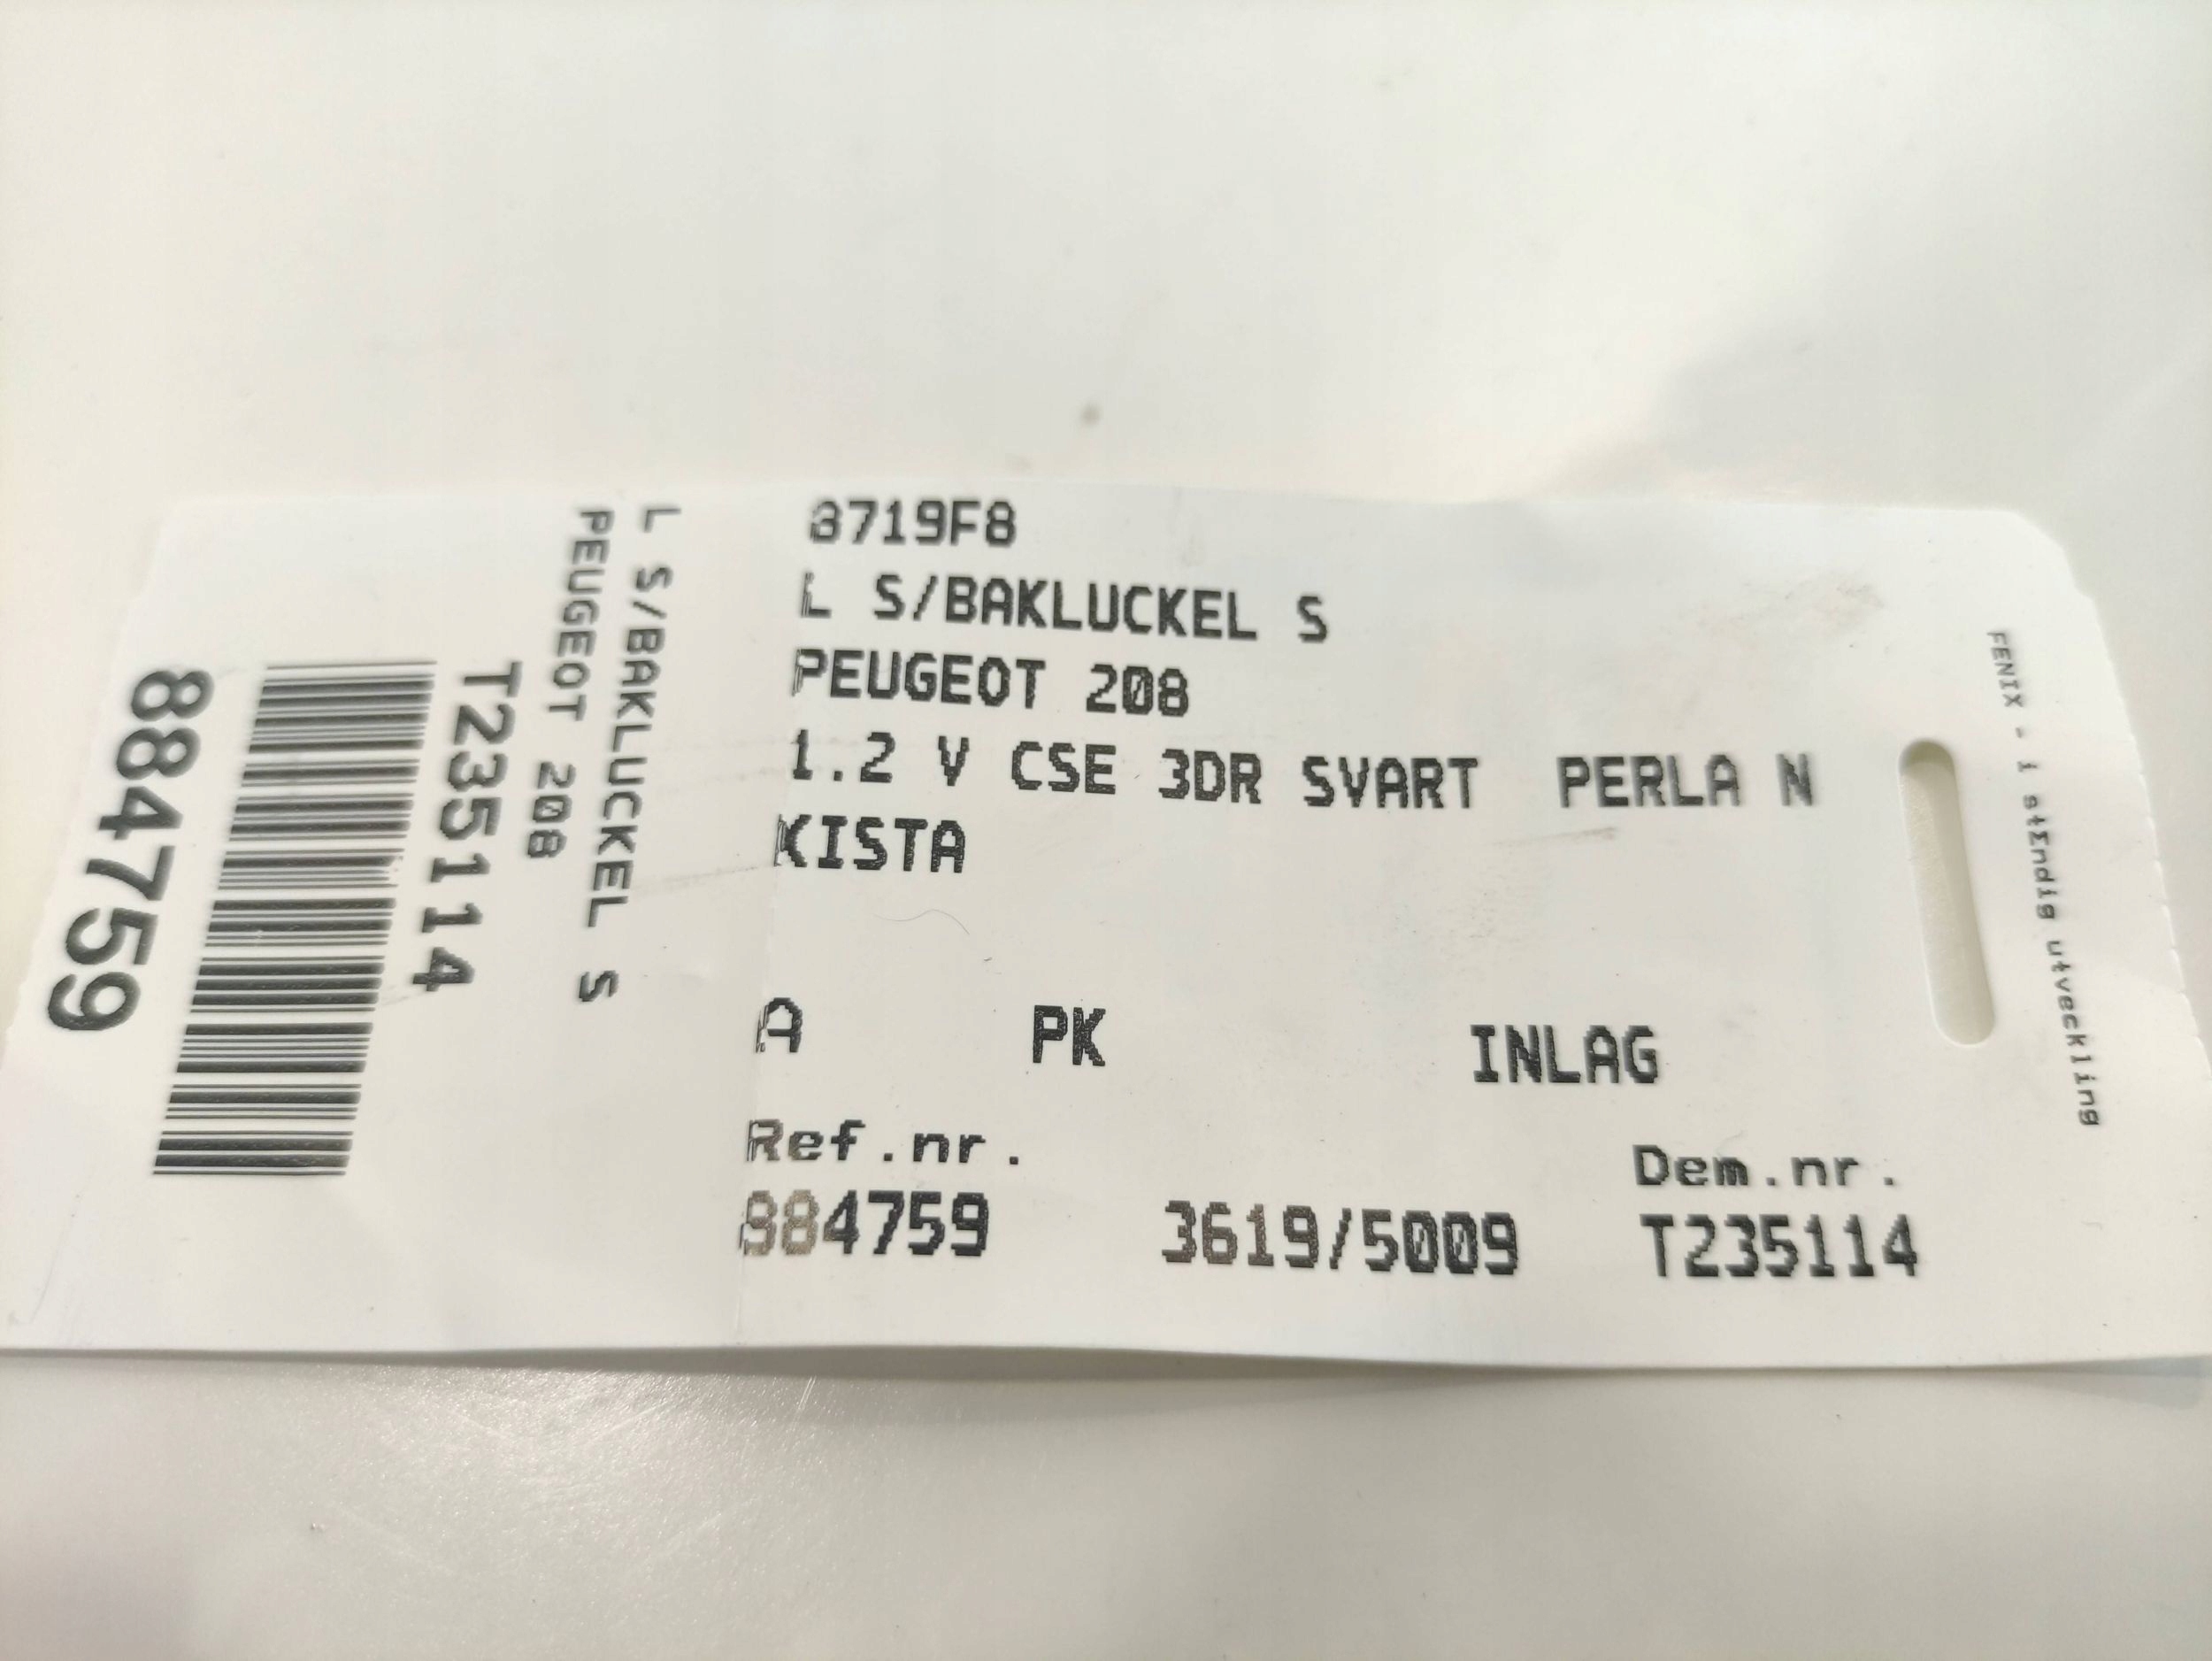 8719F8
L S/BAKLUCKEL S
PEUGEOT 208
1.2 V CSE 3DR SVART PERLA N
KISTA
A PK INLAG
Ref.nr. Dem.nr.
884759 3619/5009 T235114
L S/BAKLUCKEL S
PEUGEOT 208
T235114
884759
FENIX - i stΣndig utveckling